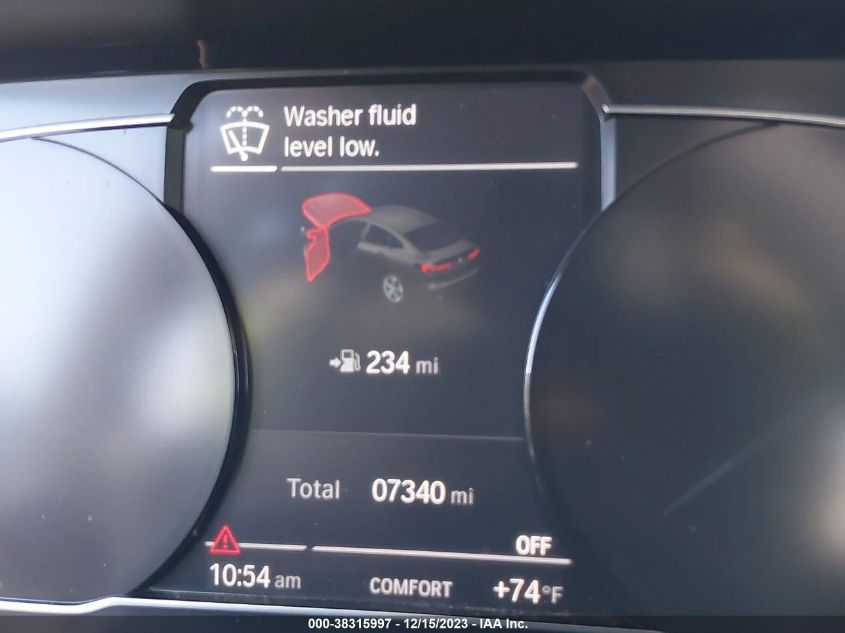 Washer fluid
level low.
234 mi
Total 07340 mi
OFF
10:54 am COMFORT +74°F
000-38315997 - 12/15/2023 - IAA Inc.